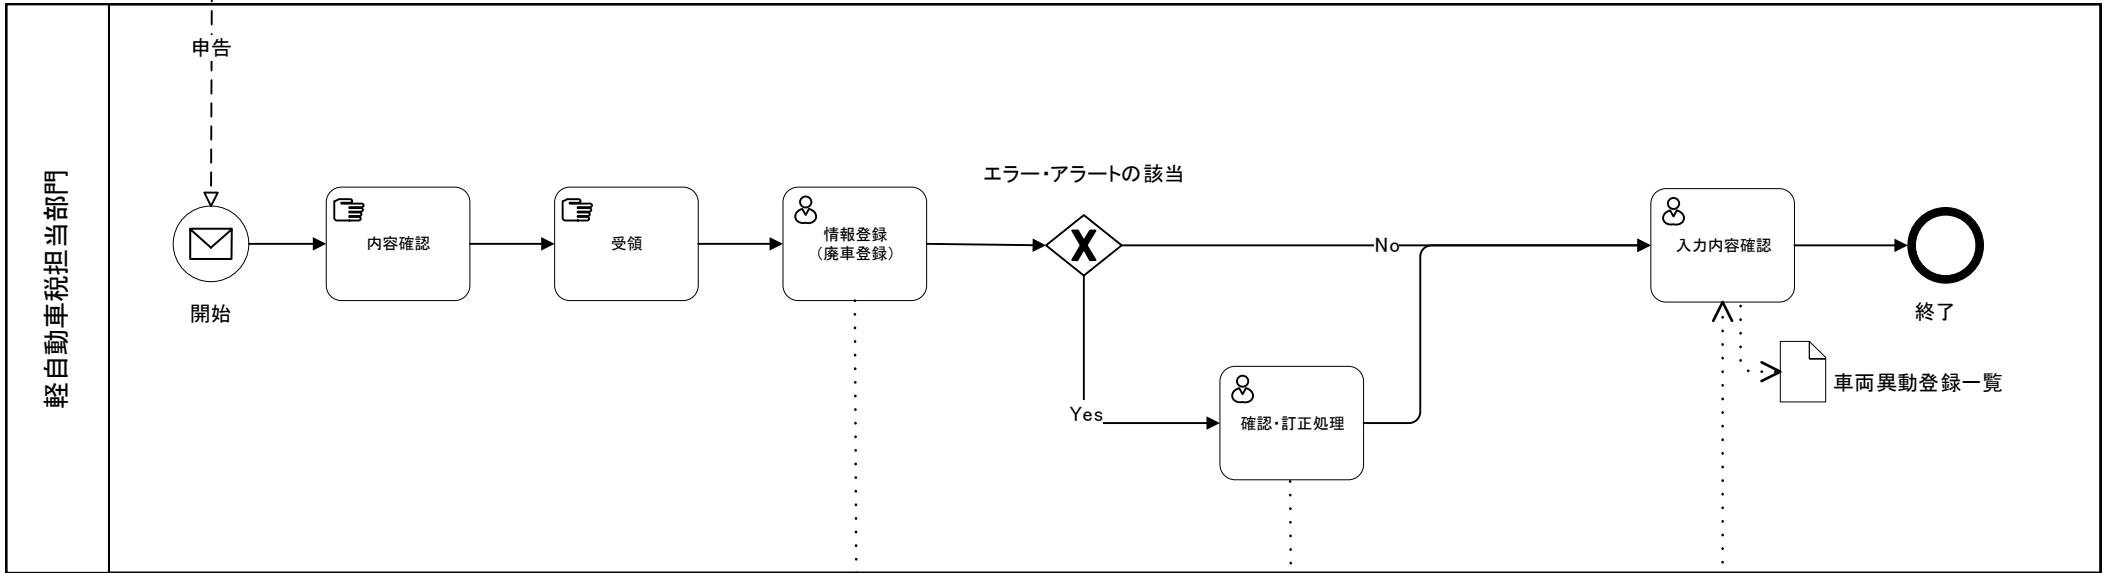 軽自動車税担当部門
申告
開始
内容確認
受領
情報登録
（廃車登録）
エラー・アラートの該当
No
Yes
確認・訂正処理
入力内容確認
車両異動登録一覧
終了